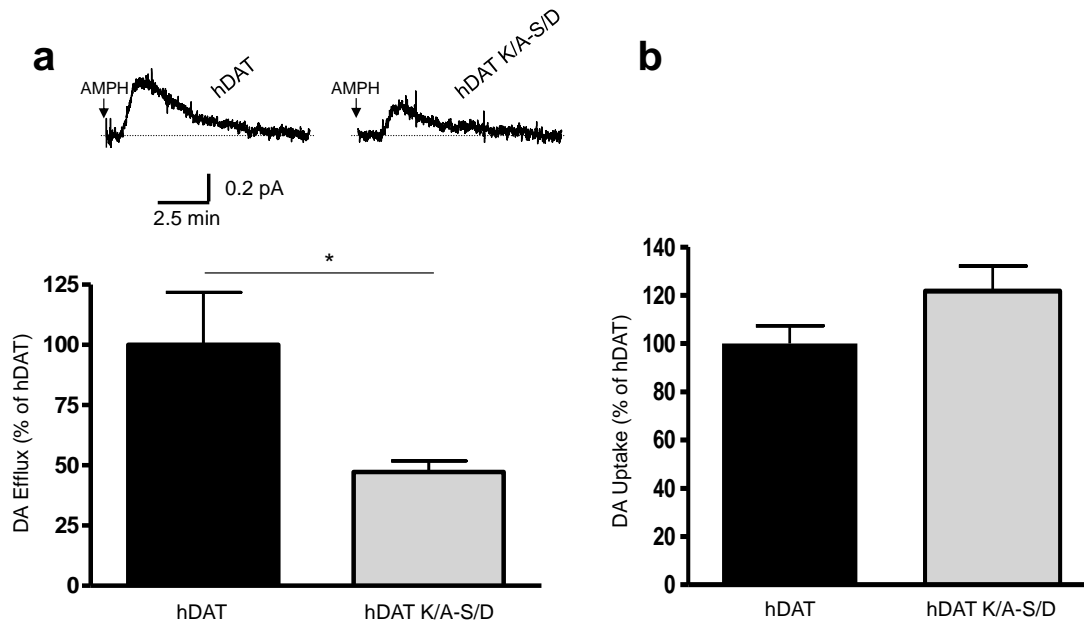 a
AMPH
hDAT
AMPH
hDAT K/A-S/D
0.2 pA
2.5 min
*
DA Efflux (% of hDAT)
125
100
75
50
25
0
hDAT
hDAT K/A-S/D
b
DA Uptake (% of hDAT)
140
120
100
80
60
40
20
0
hDAT
hDAT K/A-S/D